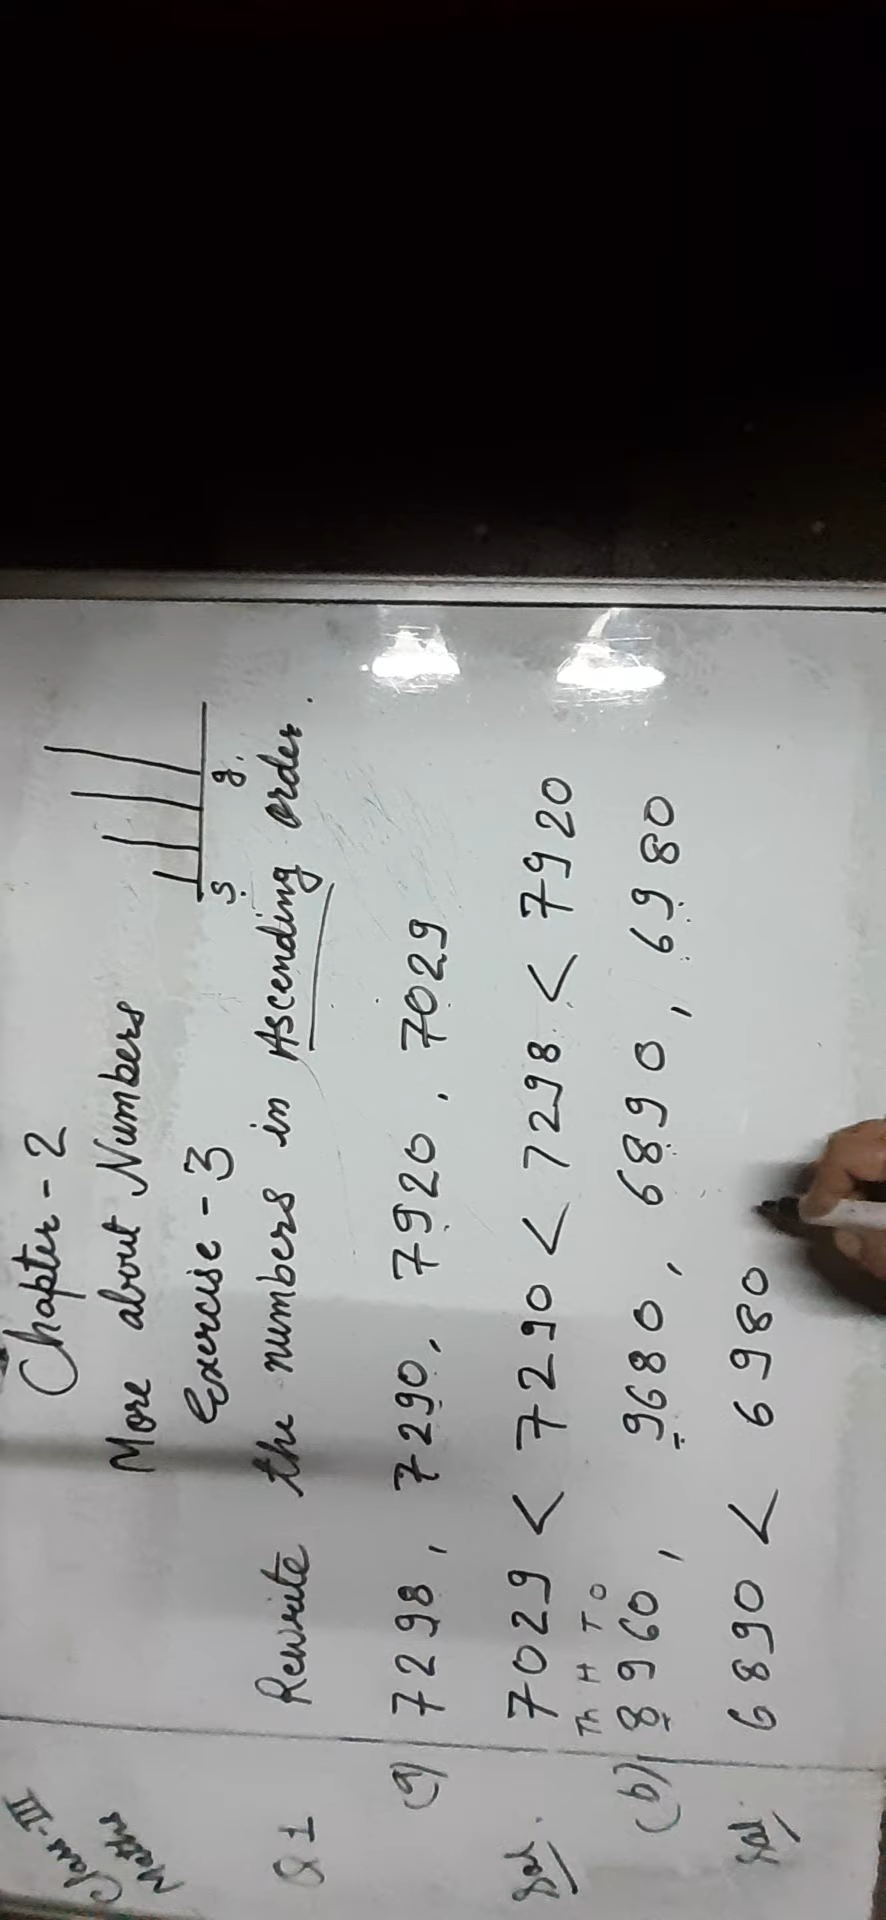 Class-III
Maths
Chapter-2
More about Numbers
Exercise-3
S. g.
Q1 Rewrite the numbers in Ascending order.
(a) 7298, 7290, 7920, 7029
Sol. 7029 < 7290 < 7298 < 7920
Th H T O
(b) 8960, 9680, 6890, 6980
Sol. 6890 < 6980